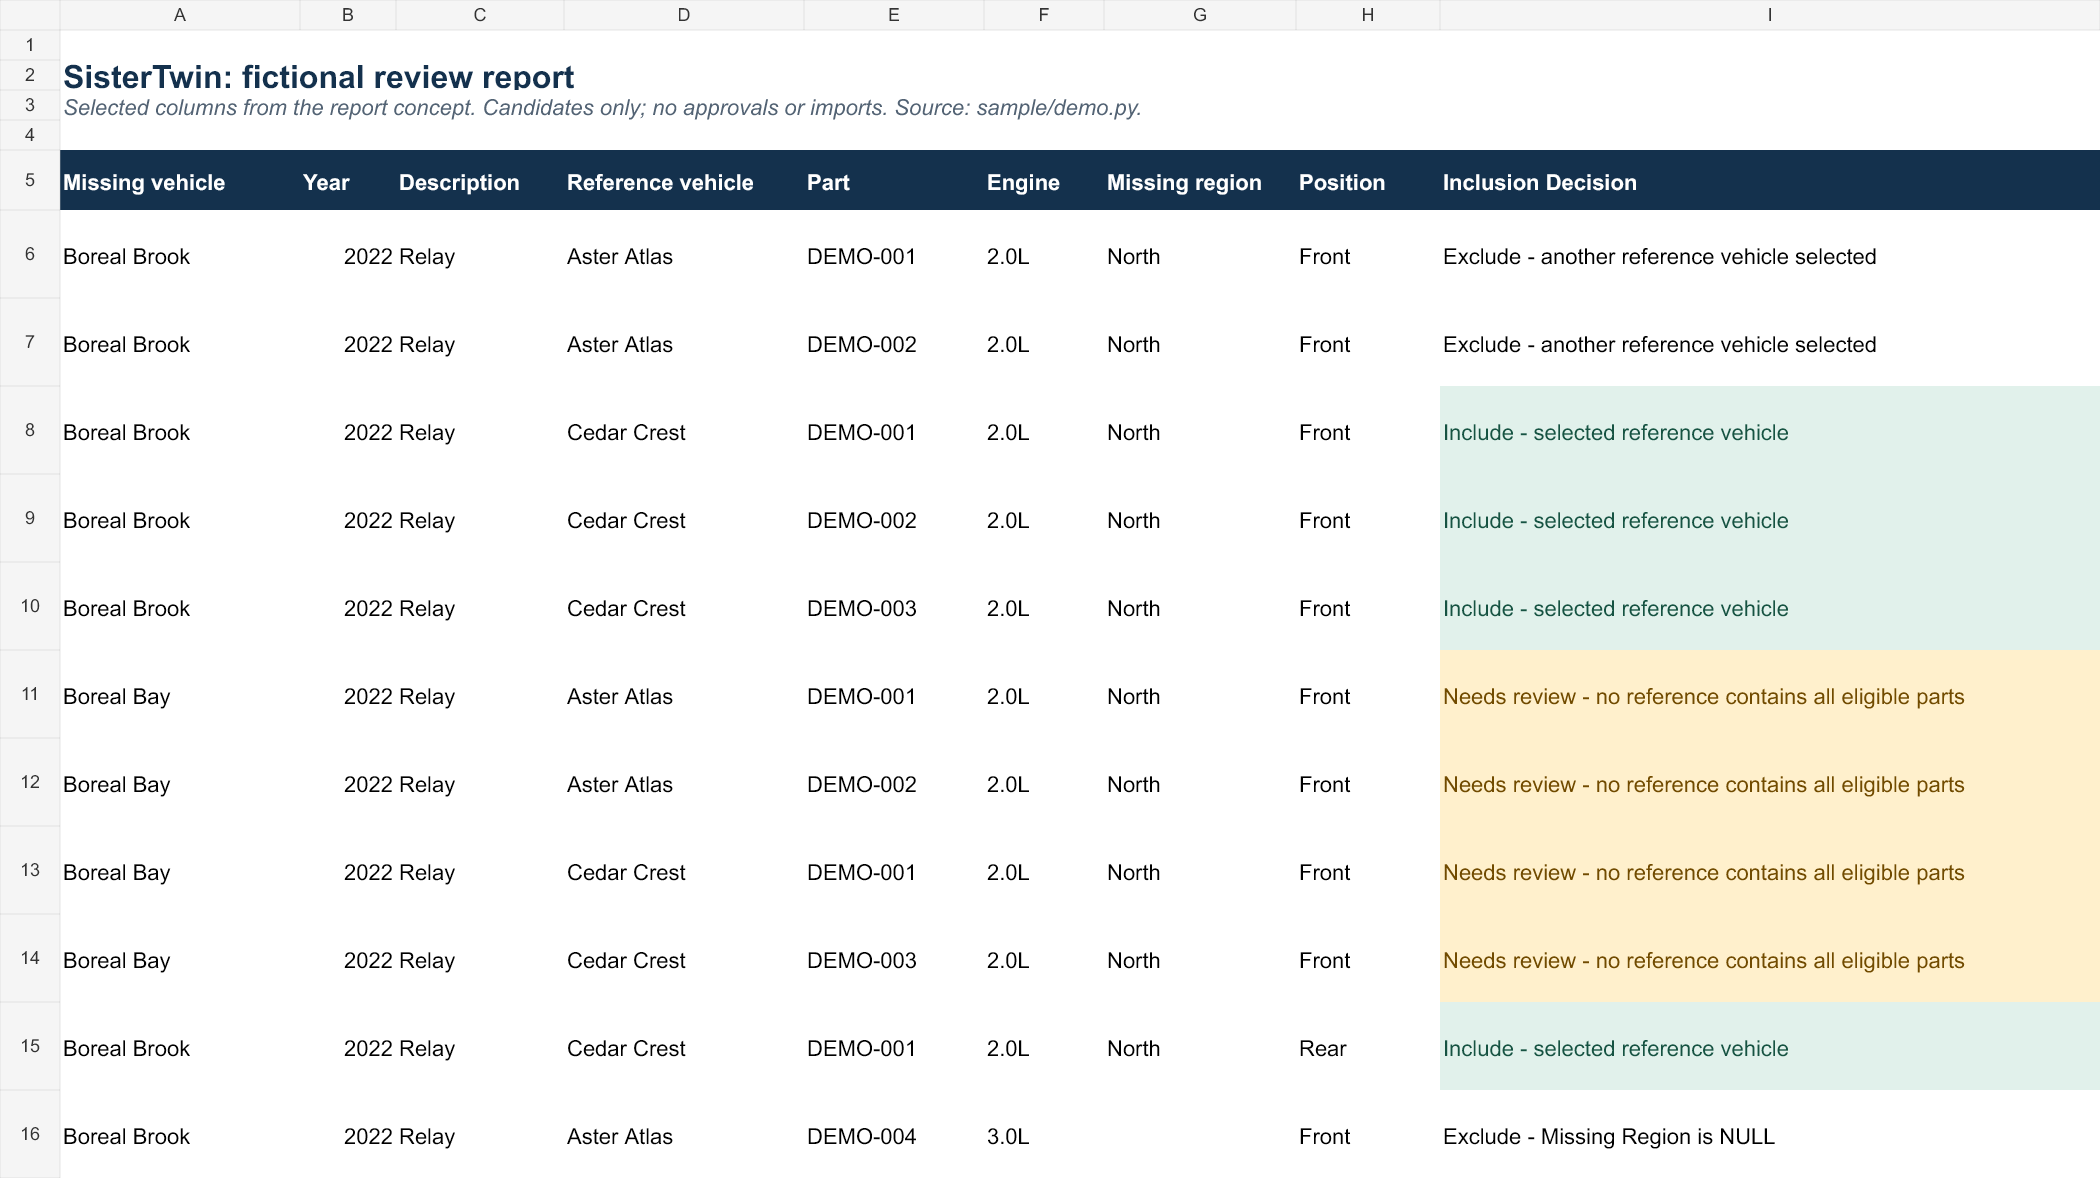 A B C D E F G H I
1
2 SisterTwin: fictional review report
3 Selected columns from the report concept. Candidates only; no approvals or imports. Source: sample/demo.py.
4
5 Missing vehicle Year Description Reference vehicle Part Engine Missing region Position Inclusion Decision
6 Boreal Brook 2022 Relay Aster Atlas DEMO-001 2.0L North Front Exclude - another reference vehicle selected
7 Boreal Brook 2022 Relay Aster Atlas DEMO-002 2.0L North Front Exclude - another reference vehicle selected
8 Boreal Brook 2022 Relay Cedar Crest DEMO-001 2.0L North Front Include - selected reference vehicle
9 Boreal Brook 2022 Relay Cedar Crest DEMO-002 2.0L North Front Include - selected reference vehicle
10 Boreal Brook 2022 Relay Cedar Crest DEMO-003 2.0L North Front Include - selected reference vehicle
11 Boreal Bay 2022 Relay Aster Atlas DEMO-001 2.0L North Front Needs review - no reference contains all eligible parts
12 Boreal Bay 2022 Relay Aster Atlas DEMO-002 2.0L North Front Needs review - no reference contains all eligible parts
13 Boreal Bay 2022 Relay Cedar Crest DEMO-001 2.0L North Front Needs review - no reference contains all eligible parts
14 Boreal Bay 2022 Relay Cedar Crest DEMO-003 2.0L North Front Needs review - no reference contains all eligible parts
15 Boreal Brook 2022 Relay Cedar Crest DEMO-001 2.0L North Rear Include - selected reference vehicle
16 Boreal Brook 2022 Relay Aster Atlas DEMO-004 3.0L Front Exclude - Missing Region is NULL